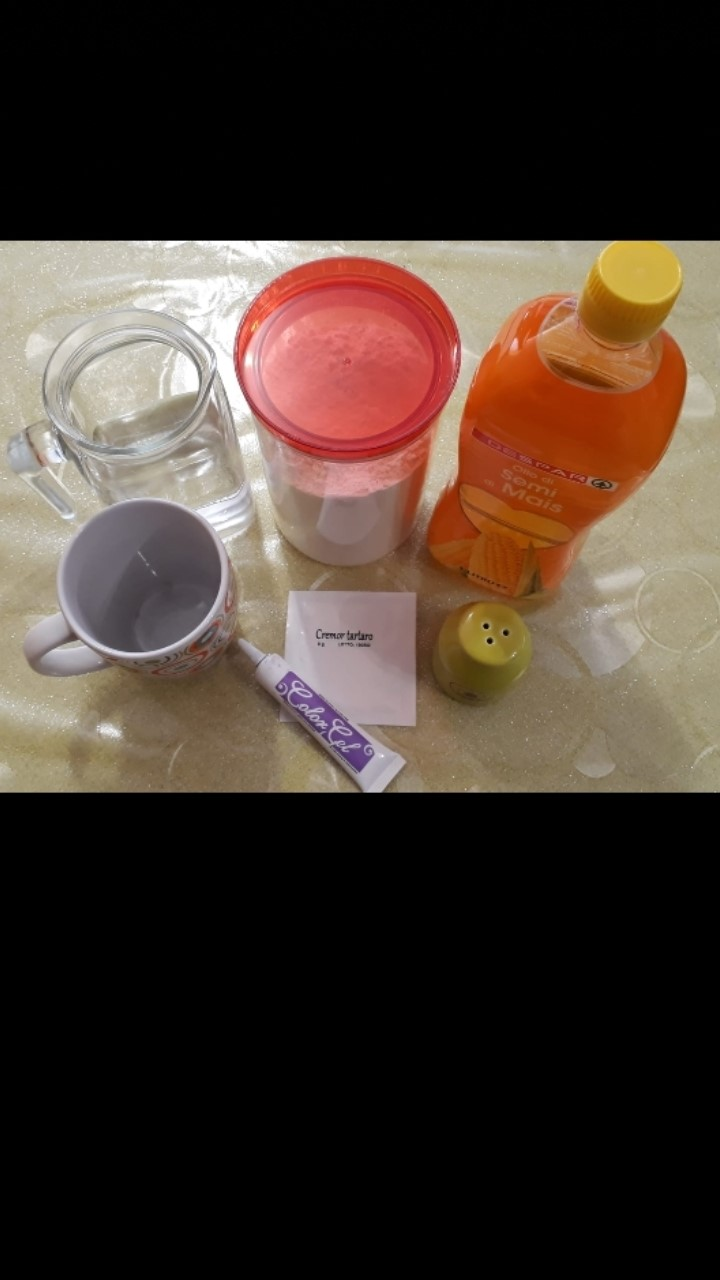 DESPAR
Olio di
Semi
di Mais
Cremor tartaro
Color Gel